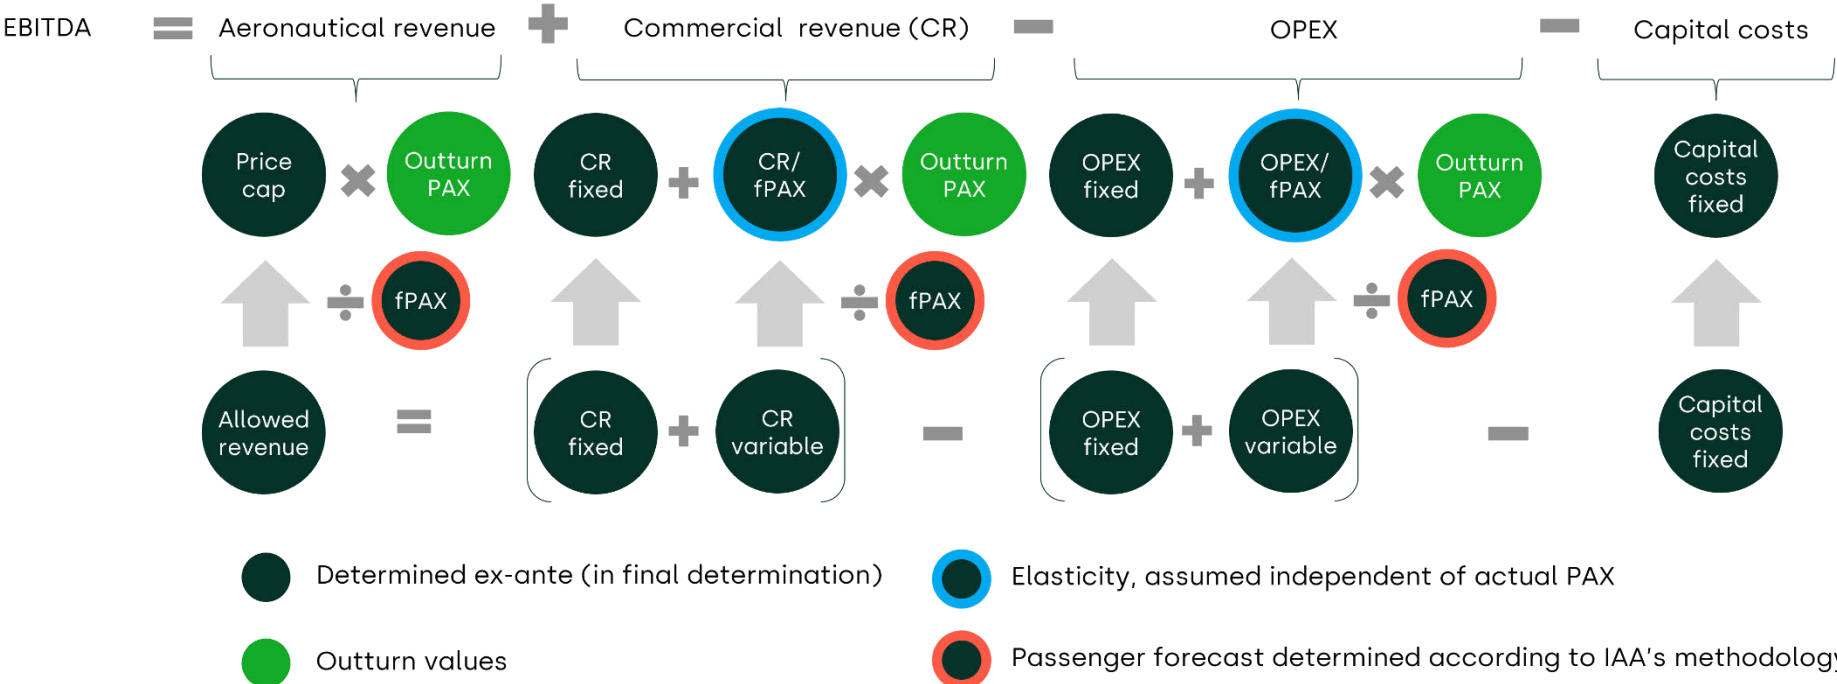 EBITDA = Aeronautical revenue + Commercial revenue (CR) − OPEX − Capital costs
Price
cap
×
Outturn
PAX
CR
fixed
+
CR/
fPAX
×
Outturn
PAX
OPEX
fixed
+
OPEX/
fPAX
×
Outturn
PAX
Capital
costs
fixed
÷
fPAX
÷
fPAX
÷
fPAX
Allowed
revenue
=
CR
fixed
+
CR
variable
−
OPEX
fixed
+
OPEX
variable
−
Capital
costs
fixed
Determined ex-ante (in final determination)
Elasticity, assumed independent of actual PAX
Outturn values
Passenger forecast determined according to IAA's methodology